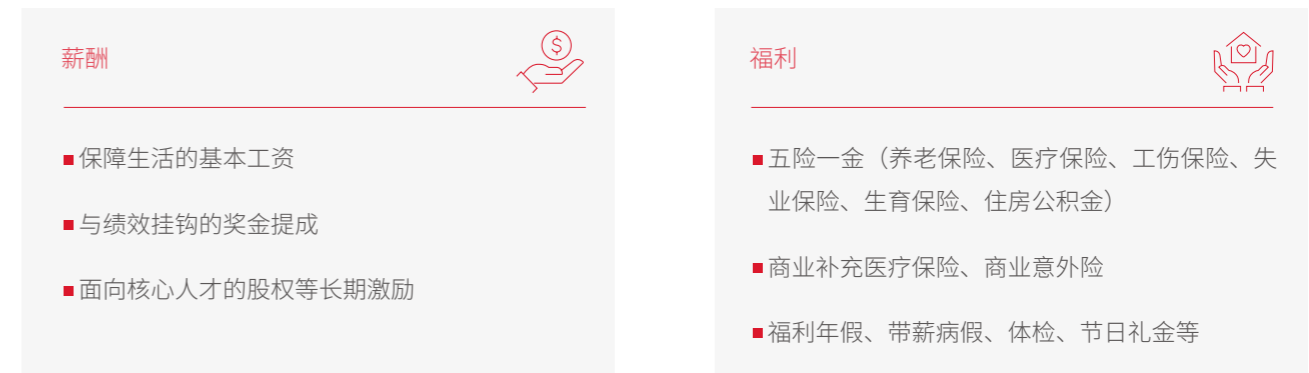 薪酬
保障生活的基本工资
与绩效挂钩的奖金提成
面向核心人才的股权等长期激励
福利
五险一金（养老保险、医疗保险、工伤保险、失
业保险、生育保险、住房公积金）
商业补充医疗保险、商业意外险
福利年假、带薪病假、体检、节日礼金等